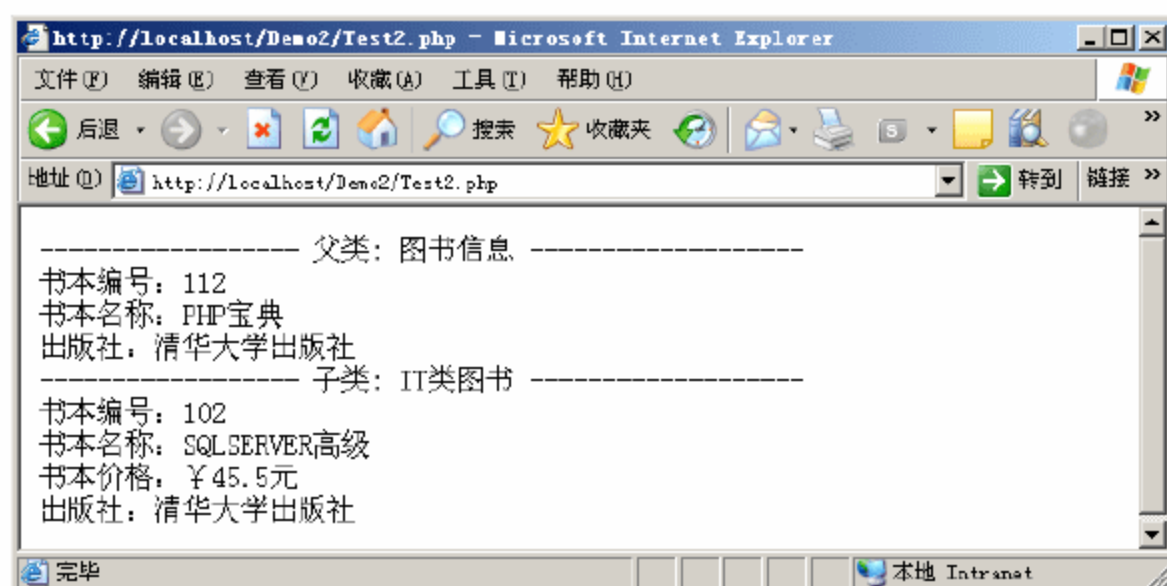 http://localhost/Demo2/Test2.php - Microsoft Internet Explorer
文件(F) 编辑(E) 查看(V) 收藏(A) 工具(T) 帮助(H)
后退 搜索 收藏夹 »
地址(D) http://localhost/Demo2/Test2.php 转到 链接 »
------------------ 父类: 图书信息 -------------------
书本编号: 112
书本名称: PHP宝典
出版社: 清华大学出版社
------------------ 子类: IT类图书 -------------------
书本编号: 102
书本名称: SQLSERVER高级
书本价格: ￥45.5元
出版社: 清华大学出版社
完毕 本地 Intranet